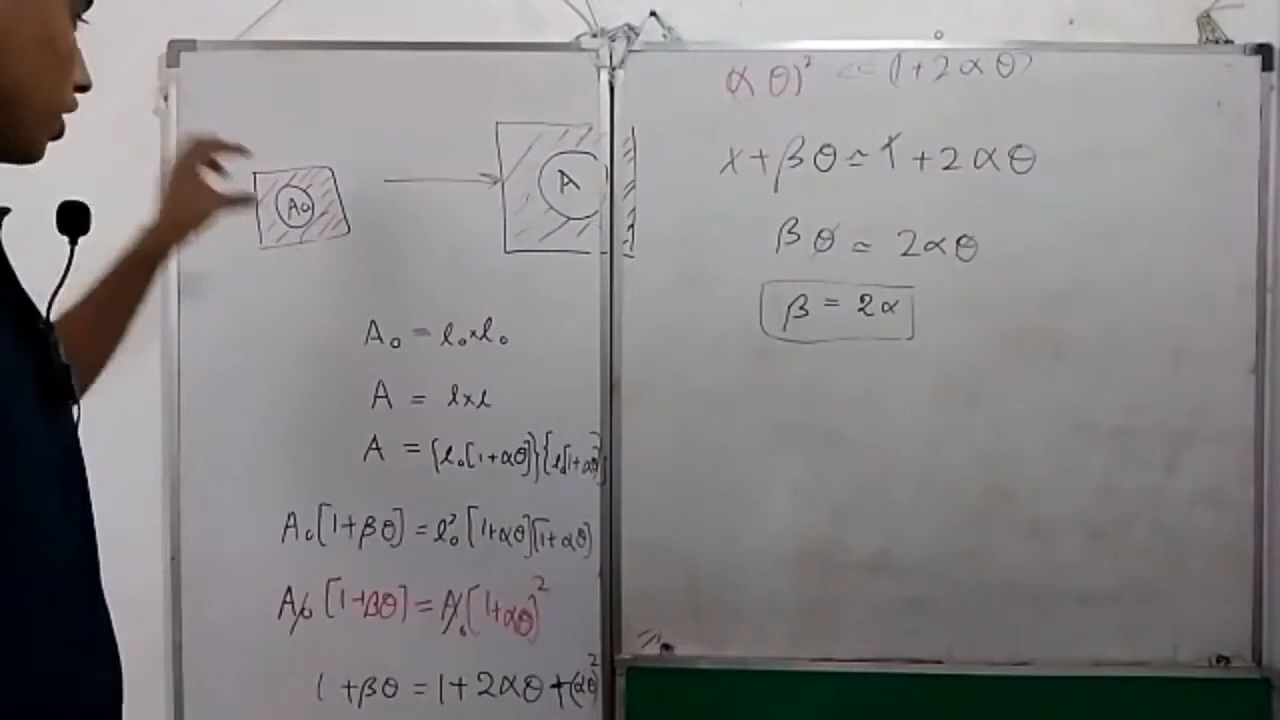 A₀
A
A₀ = l₀×l₀
A = l×l
A = {l₀[1+αθ]}{l₀[1+αθ]}
A₀[1+βθ] = l₀²[1+αθ][1+αθ]
A₀[1+βθ] = A₀[1+αθ]²
1+βθ = 1+2αθ+(αθ)²
αθ)² << (1+2αθ)
1+βθ ≃ 1+2αθ
βθ ≃ 2αθ
β = 2α